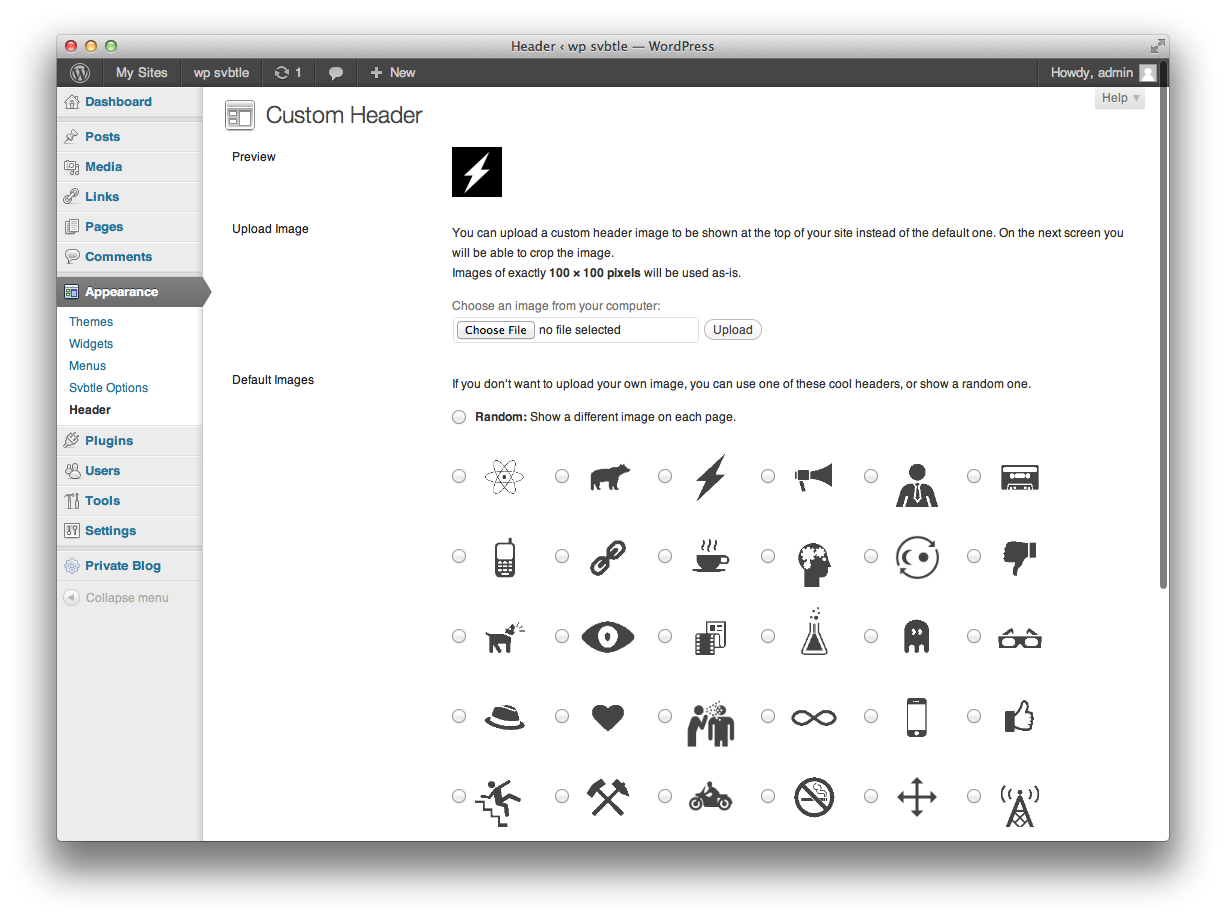 Header ‹ wp svbtle — WordPress
My Sites
wp svbtle
1
New
Howdy, admin
Help
Dashboard
Posts
Media
Links
Pages
Comments
Appearance
Themes
Widgets
Menus
Svbtle Options
Header
Plugins
Users
Tools
Settings
Private Blog
Collapse menu
Custom Header
Preview
Upload Image
You can upload a custom header image to be shown at the top of your site instead of the default one. On the next screen you
will be able to crop the image.
Images of exactly 100 × 100 pixels will be used as-is.
Choose an image from your computer:
Choose File no file selected Upload
Default Images
If you don't want to upload your own image, you can use one of these cool headers, or show a random one.
Random: Show a different image on each page.